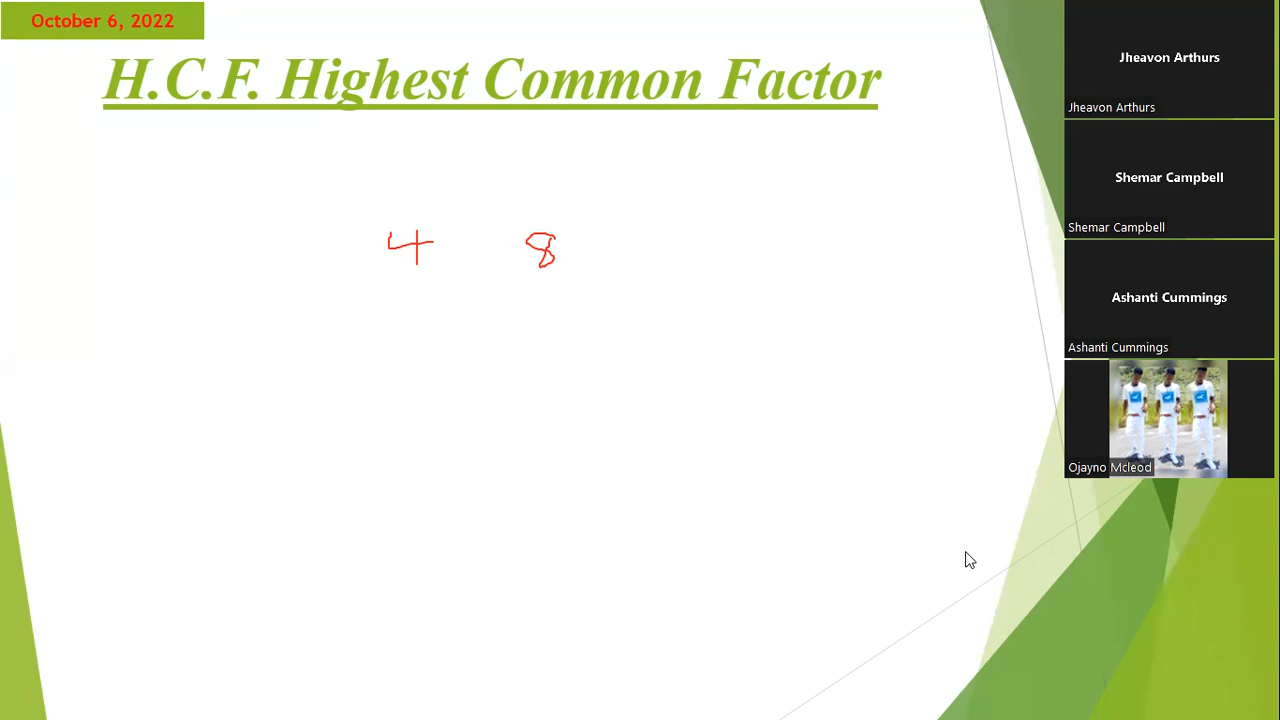 October 6, 2022
H.C.F. Highest Common Factor
4 8
Jheavon Arthurs
Jheavon Arthurs
Shemar Campbell
Shemar Campbell
Ashanti Cummings
Ashanti Cummings
Ojayno Mcleod